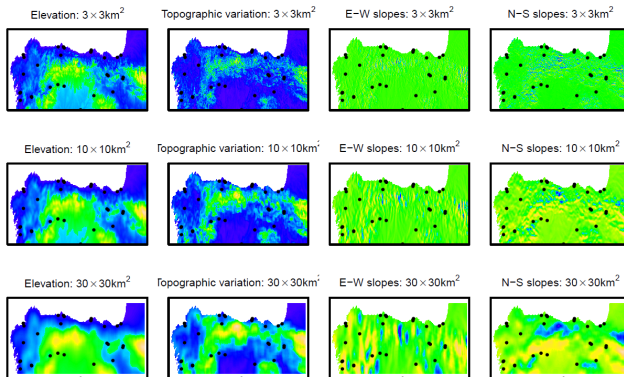 Elevation: 3×3km²
Topographic variation: 3×3km²
E−W slopes: 3×3km²
N−S slopes: 3×3km²
Elevation: 10×10km²
Topographic variation: 10×10km²
E−W slopes: 10×10km²
N−S slopes: 10×10km²
Elevation: 30×30km²
Topographic variation: 30×30km²
E−W slopes: 30×30km²
N−S slopes: 30×30km²